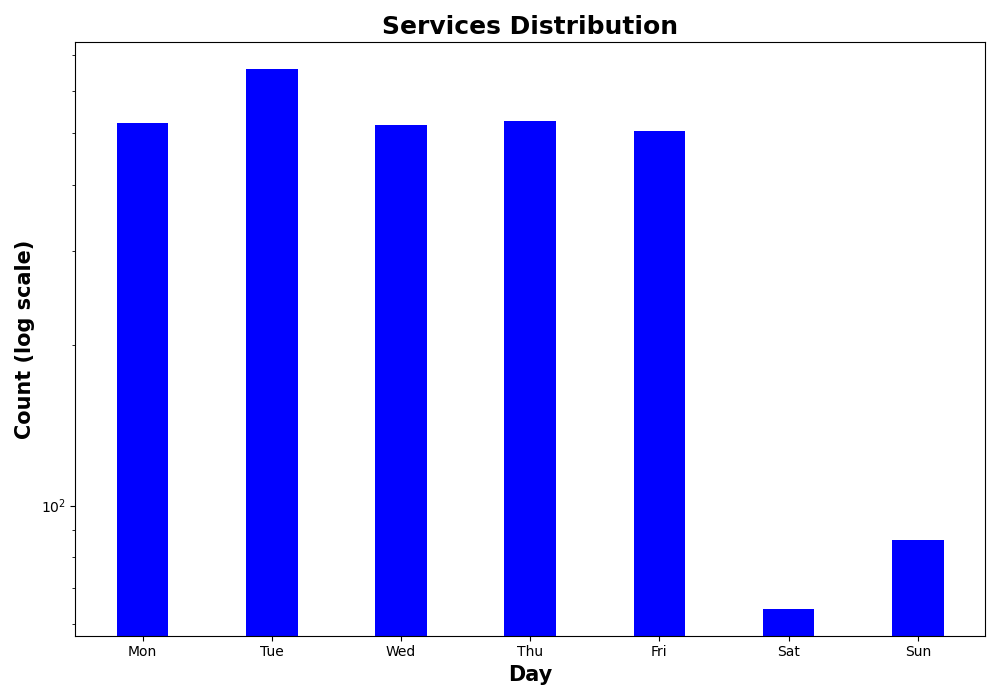 Services Distribution
Count (log scale)
10²
Mon Tue Wed Thu Fri Sat Sun
Day